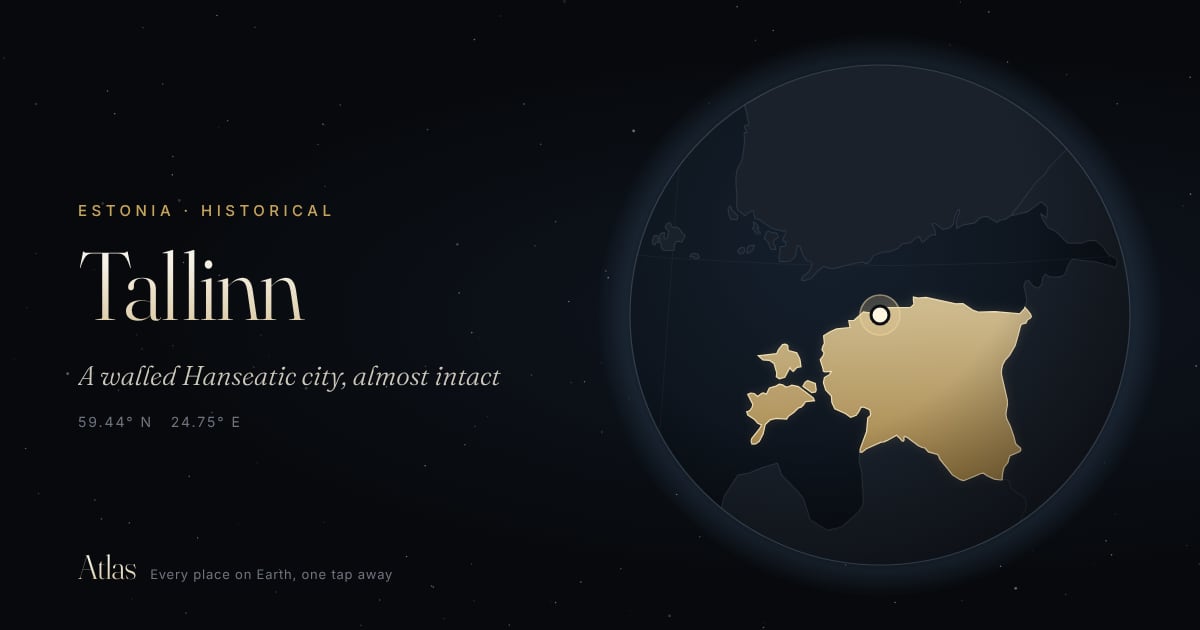 ESTONIA · HISTORICAL
Tallinn
A walled Hanseatic city, almost intact
59.44° N 24.75° E
Atlas Every place on Earth, one tap away